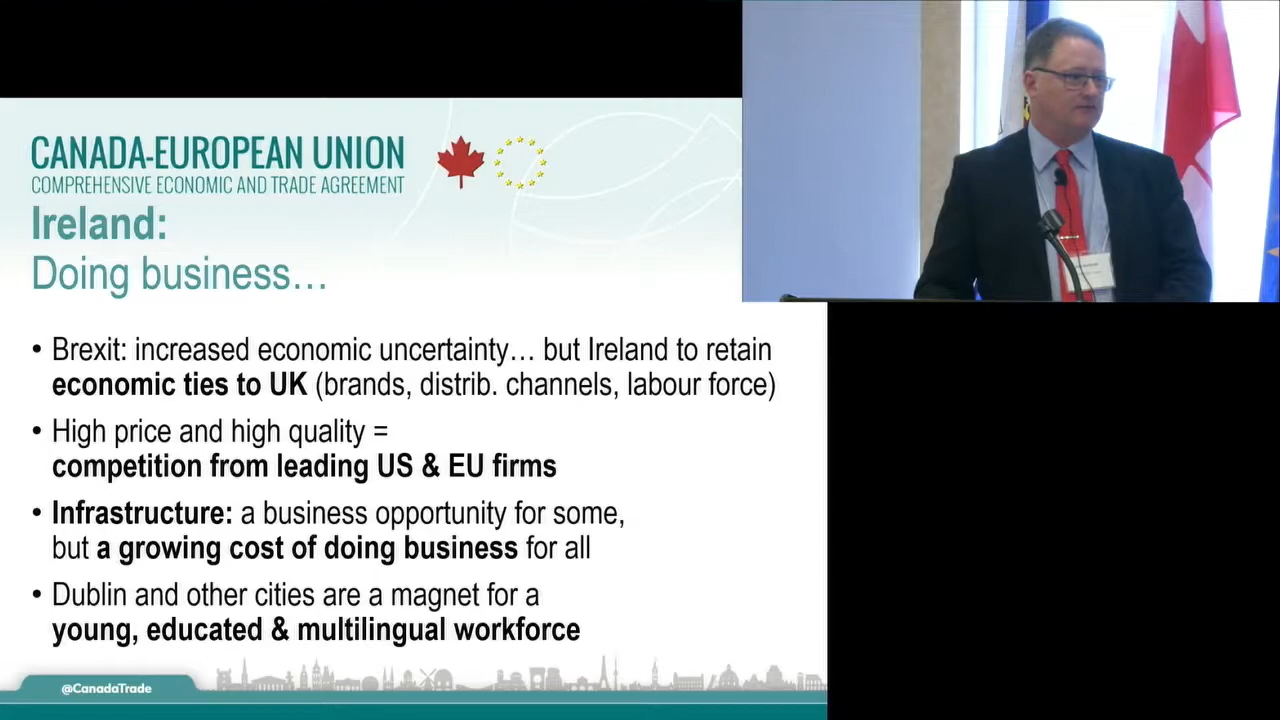 CANADA-EUROPEAN UNION
COMPREHENSIVE ECONOMIC AND TRADE AGREEMENT
Ireland:
Doing business…
• Brexit: increased economic uncertainty… but Ireland to retain
economic ties to UK (brands, distrib. channels, labour force)
• High price and high quality =
competition from leading US & EU firms
• Infrastructure: a business opportunity for some,
but a growing cost of doing business for all
• Dublin and other cities are a magnet for a
young, educated & multilingual workforce
@CanadaTrade